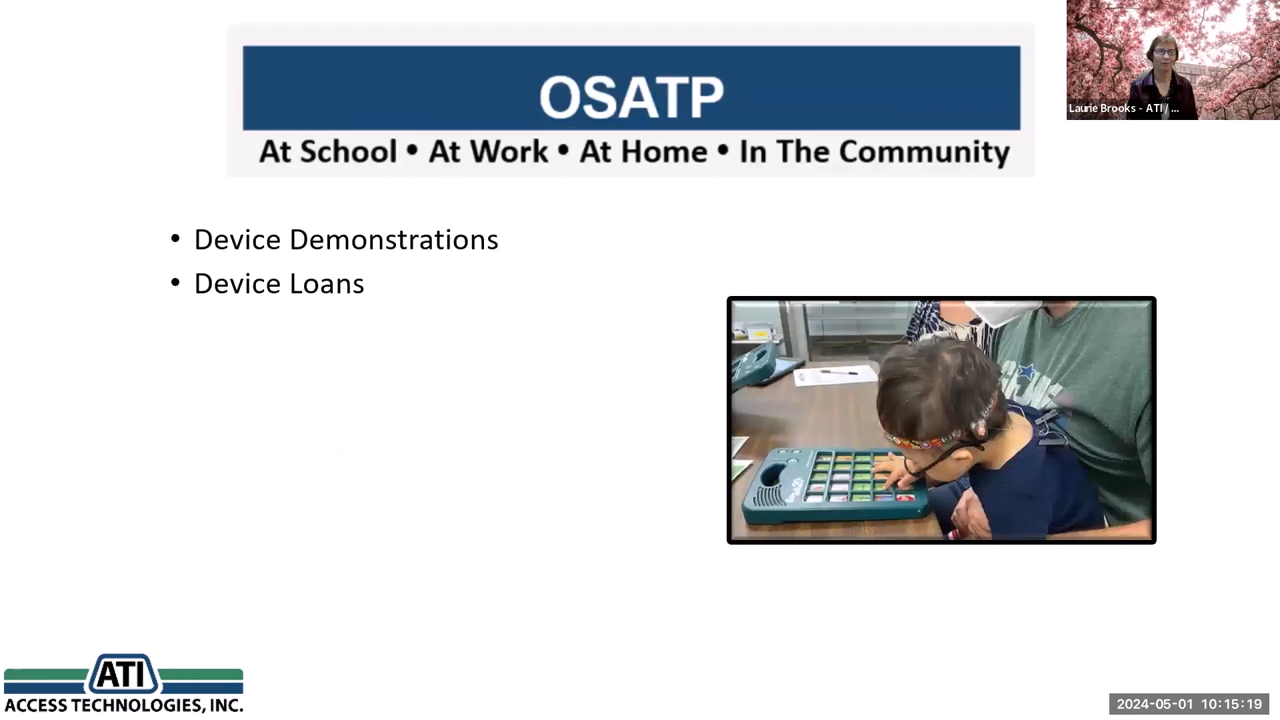 OSATP
At School • At Work • At Home • In The Community
Laurie Brooks - ATI / ...
• Device Demonstrations
• Device Loans
ATI
ACCESS TECHNOLOGIES, INC.
2024-05-01 10:15:19